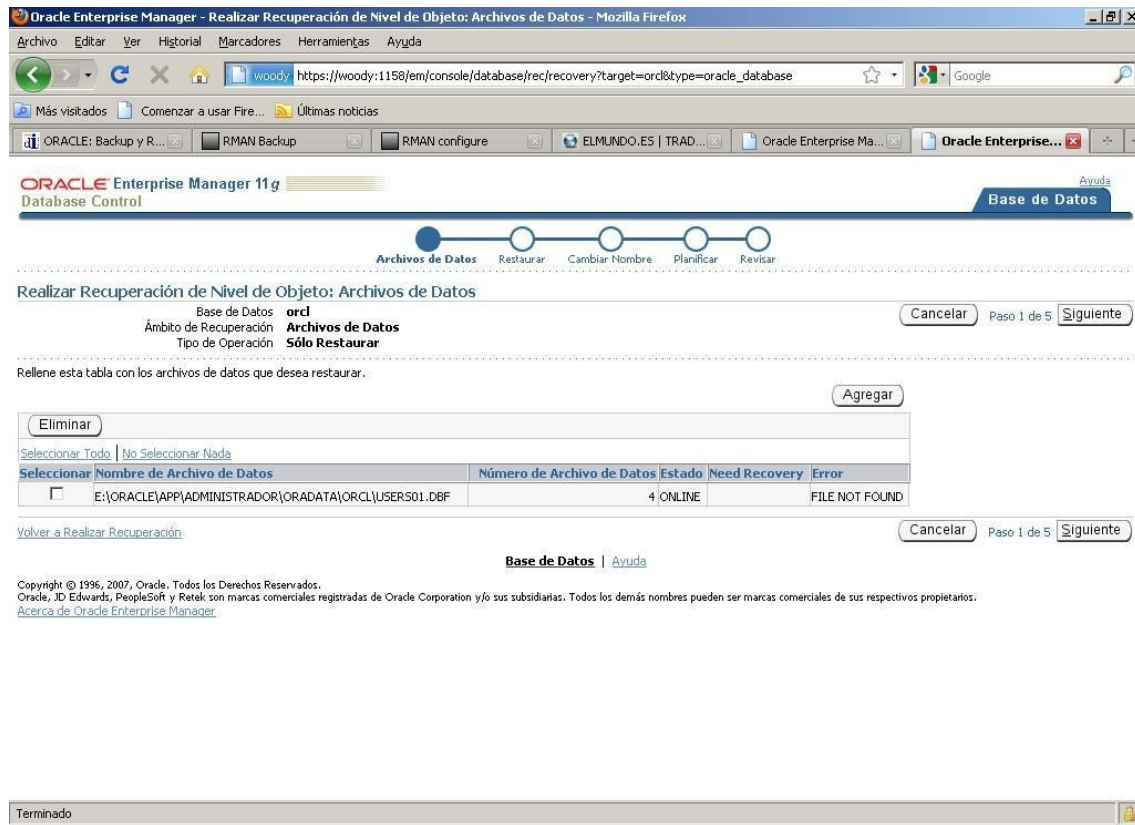 Oracle Enterprise Manager - Realizar Recuperación de Nivel de Objeto: Archivos de Datos - Mozilla Firefox
Archivo Editar Ver Historial Marcadores Herramientas Ayuda
woody https://woody:1158/em/console/database/rec/recovery?target=orcl&type=oracle_database
Google
Más visitados Comenzar a usar Fire... Últimas noticias
ORACLE: Backup y R... RMAN Backup RMAN configure ELMUNDO.ES | TRAD... Oracle Enterprise Ma... Oracle Enterprise...
ORACLE Enterprise Manager 11g
Database Control
Ayuda
Base de Datos
Archivos de Datos Restaurar Cambiar Nombre Planificar Revisar
Realizar Recuperación de Nivel de Objeto: Archivos de Datos
Base de Datos orcl
Ámbito de Recuperación Archivos de Datos
Tipo de Operación Sólo Restaurar
Cancelar Paso 1 de 5 Siguiente
Rellene esta tabla con los archivos de datos que desea restaurar.
Agregar
Eliminar
Seleccionar Todo | No Seleccionar Nada
Seleccionar Nombre de Archivo de Datos Número de Archivo de Datos Estado Need Recovery Error
E:\ORACLE\APP\ADMINISTRADOR\ORADATA\ORCL\USERS01.DBF 4 ONLINE FILE NOT FOUND
Volver a Realizar Recuperación
Cancelar Paso 1 de 5 Siguiente
Base de Datos | Ayuda
Copyright © 1996, 2007, Oracle. Todos los Derechos Reservados.
Oracle, JD Edwards, PeopleSoft y Retek son marcas comerciales registradas de Oracle Corporation y/o sus subsidiarias. Todos los demás nombres pueden ser marcas comerciales de sus respectivos propietarios.
Acerca de Oracle Enterprise Manager
Terminado